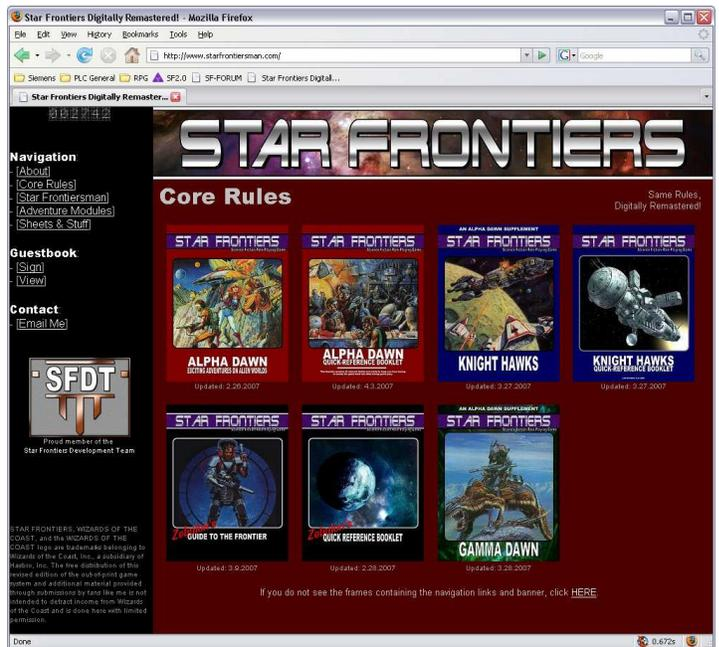 Star Frontiers Digitally Remastered! - Mozilla Firefox
File Edit View History Bookmarks Tools Help
http://www.starfrontiersman.com/
Google
Siemens PLC General RPG SF2.0 SF-FORUM Star Frontiers Digitall...
Star Frontiers Digitally Remaster...
STAR FRONTIERS
Navigation
- [About]
- [Core Rules]
- [Star Frontiersman]
- [Adventure Modules]
- [Sheets & Stuff]
Guestbook
- [Sign]
- [View]
Contact
- [Email Me]
SFDT
Proud member of the
Star Frontiers Development Team
STAR FRONTIERS, WIZARDS OF THE
COAST, and the WIZARDS OF THE
COAST logo are trademarks belonging to
Wizards of the Coast, Inc., a subsidiary of
Hasbro, Inc. The free distribution of this
revised edition of the out-of-print game
system and additional material provided
through submissions by fans like me is not
intended to detract income from Wizards
of the Coast and is done here with limited
permission.
Core Rules
Same Rules,
Digitally Remastered!
STAR FRONTIERS
ALPHA DAWN
EXCITING ADVENTURES ON ALIEN WORLDS
Updated: 2.26.2007
STAR FRONTIERS
ALPHA DAWN
QUICK-REFERENCE BOOKLET
Updated: 4.3.2007
AN ALPHA DAWN SUPPLEMENT
STAR FRONTIERS
KNIGHT HAWKS
Updated: 3.27.2007
STAR FRONTIERS
KNIGHT HAWKS
QUICK-REFERENCE BOOKLET
Updated: 3.27.2007
STAR FRONTIERS
Zebulon's
GUIDE TO THE FRONTIER
Updated: 3.9.2007
STAR FRONTIERS
Zebulon's
QUICK REFERENCE BOOKLET
Updated: 2.28.2007
AN ALPHA DAWN SUPPLEMENT
STAR FRONTIERS
GAMMA DAWN
Updated: 3.28.2007
If you do not see the frames containing the navigation links and banner, click HERE.
Done
0.672s